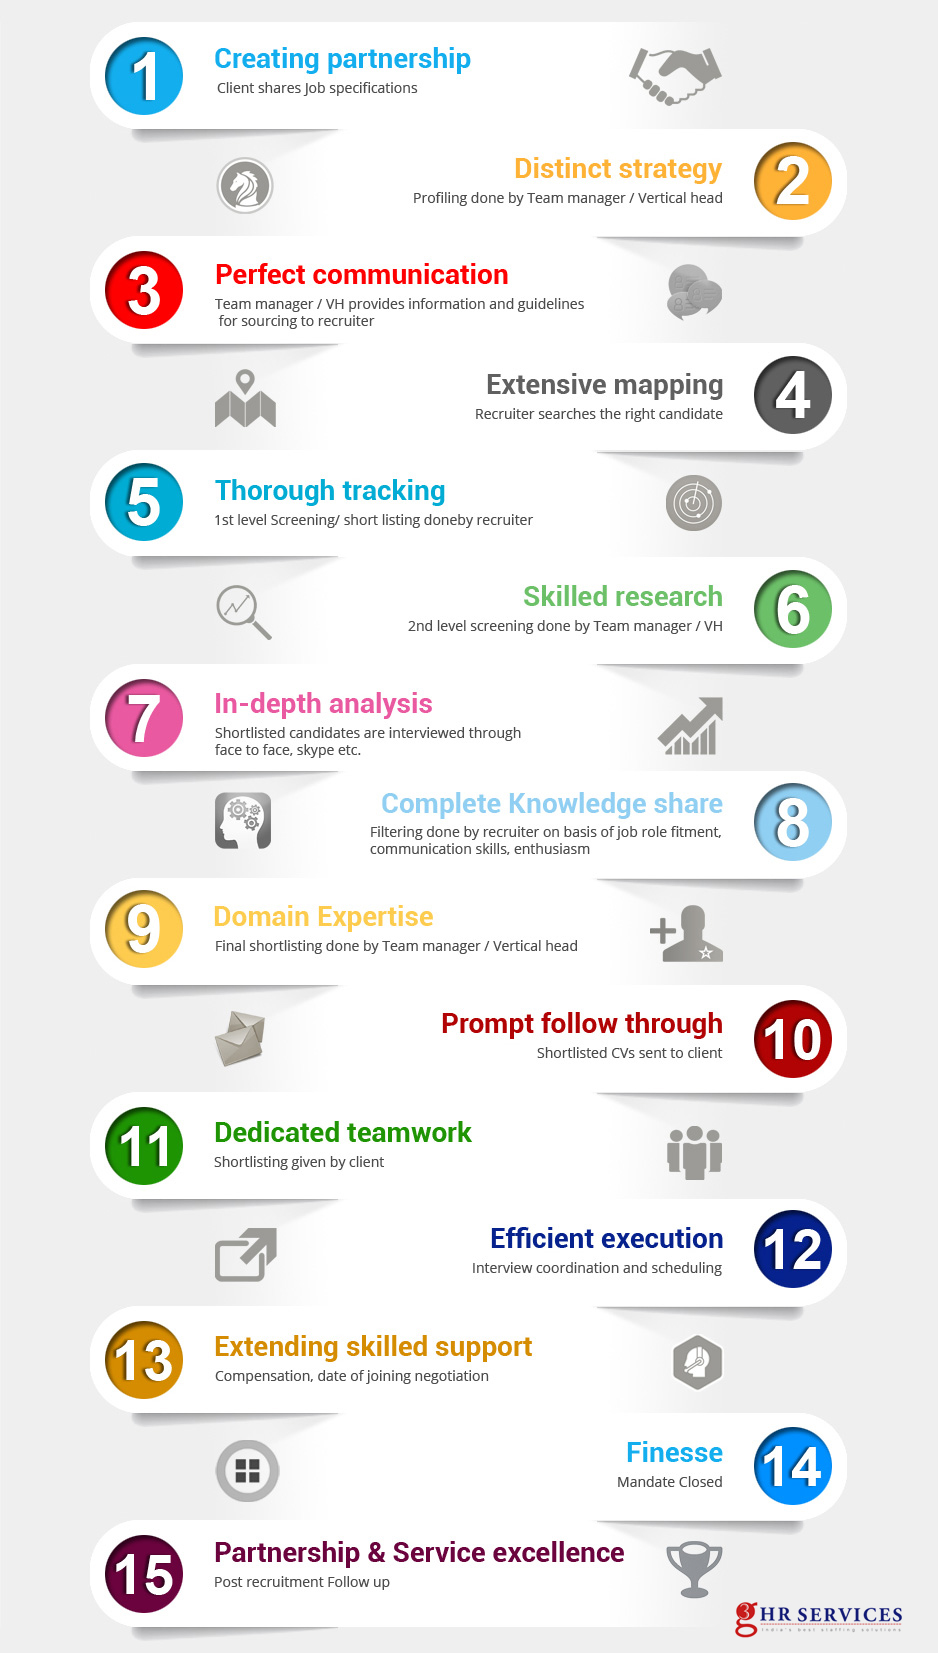 1
Creating partnership
Client shares Job specifications
2
Distinct strategy
Profiling done by Team manager / Vertical head
3
Perfect communication
Team manager / VH provides information and guidelines
for sourcing to recruiter
4
Extensive mapping
Recruiter searches the right candidate
5
Thorough tracking
1st level Screening/ short listing doneby recruiter
6
Skilled research
2nd level screening done by Team manager / VH
7
In-depth analysis
Shortlisted candidates are interviewed through
face to face, skype etc.
8
Complete Knowledge share
Filtering done by recruiter on basis of job role fitment,
communication skills, enthusiasm
9
Domain Expertise
Final shortlisting done by Team manager / Vertical head
10
Prompt follow through
Shortlisted CVs sent to client
11
Dedicated teamwork
Shortlisting given by client
12
Efficient execution
Interview coordination and scheduling
13
Extending skilled support
Compensation, date of joining negotiation
14
Finesse
Mandate Closed
15
Partnership & Service excellence
Post recruitment Follow up
g3 HR SERVICES
India's best staffing solutions